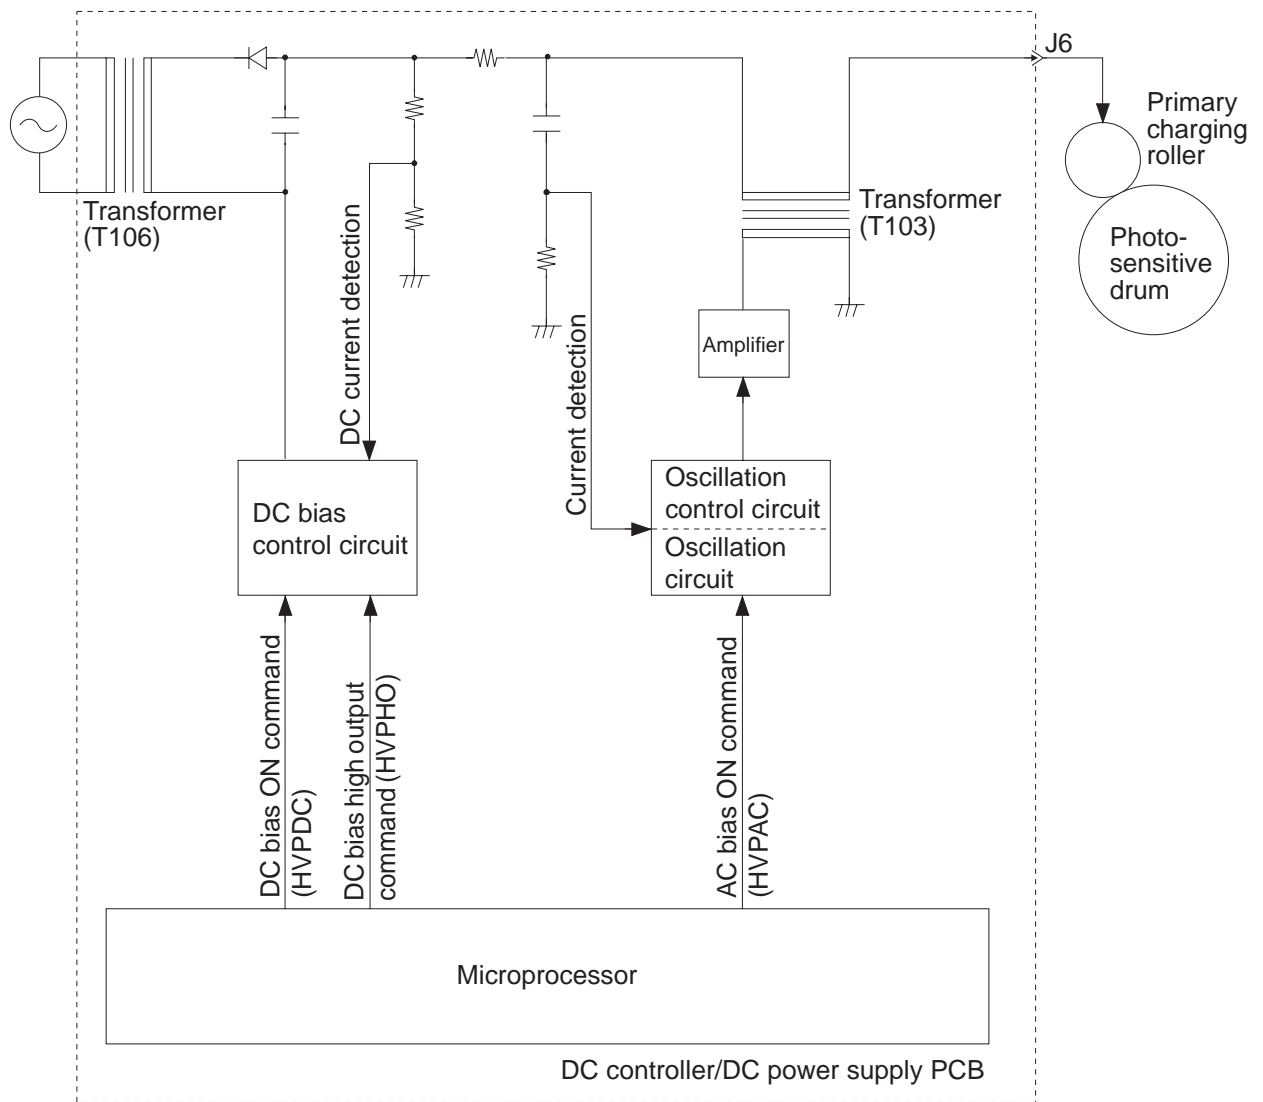 J6
Primary
charging
roller
Transformer
(T106)
Transformer
(T103)
Photo-
sensitive
drum
DC current detection
Current detection
Amplifier
DC bias
control circuit
Oscillation
control circuit
Oscillation
circuit
DC bias ON command
(HVPDC)
DC bias high output
command (HVPHO)
AC bias ON command
(HVPAC)
Microprocessor
DC controller/DC power supply PCB